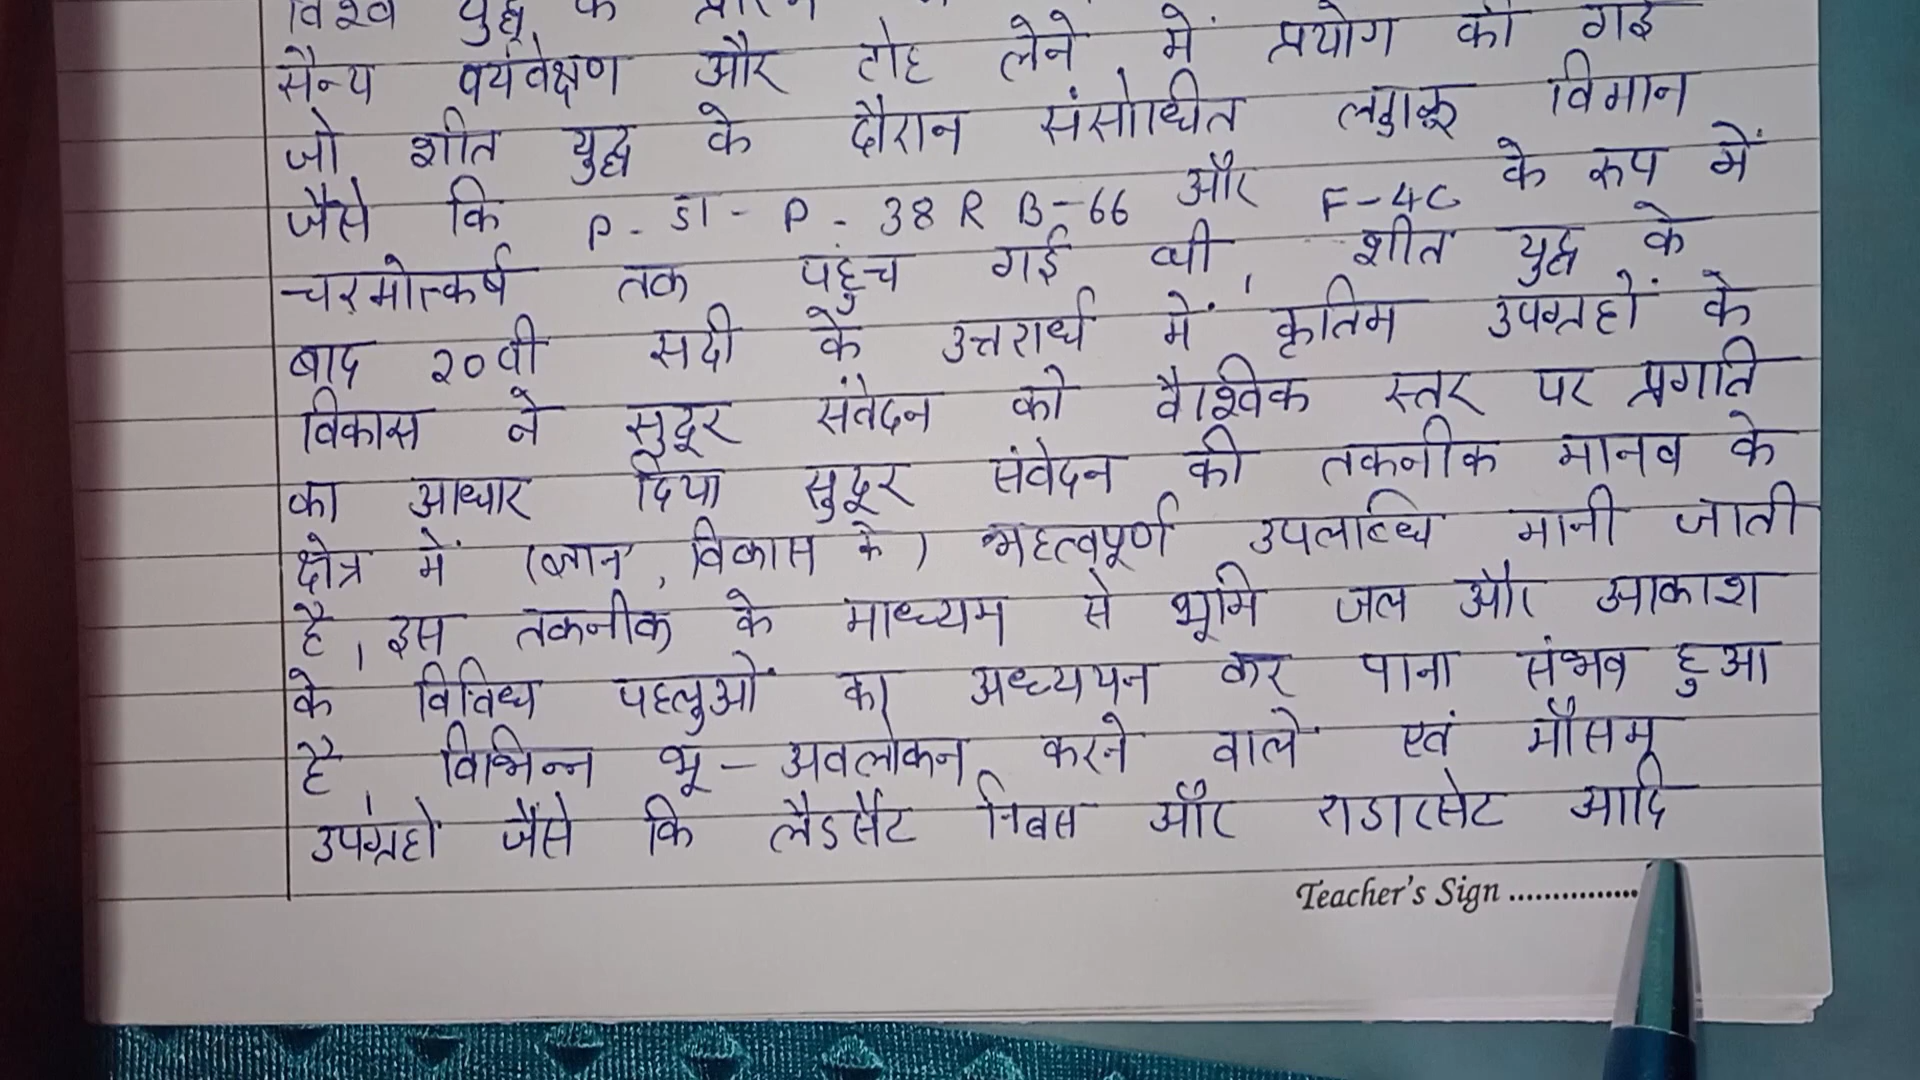 विश्व युद्ध के
सैन्य पर्यवेक्षण और टोह लेने में प्रयोग की गई
जो शीत युद्ध के दौरान संसोधित लडाकू विमान
जैसे कि P - 51 - P - 38 R B-66 और F-4C के रूप में
चरमोत्कर्ष तक पहुंच गई थी, शीत युद्ध के
बाद २०वी सदी के उत्तरार्ध में कृतिम उपग्रहों के
विकास ने सुदूर संवेदन को वैश्विक स्तर पर प्रगति
का आधार दिया सुदूर संवेदन की तकनीक मानव के
क्षेत्र में (ज्ञान, विकास के) महत्वपूर्ण उपलब्धि मानी जाती
है, इस तकनीक के माध्यम से भूमि जल और आकाश
के विविध पहलुओं का अध्ययन कर पाना संभव हुआ
है, विभिन्न भू - अवलोकन करने वाले एवं मौसम
उपग्रहों जैसे कि लैडसैट निबस और राडारसेट आदि
Teacher's Sign ................